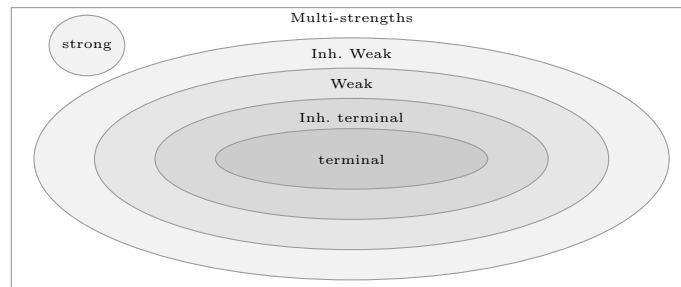 Multi-strengths
strong
Inh. Weak
Weak
Inh. terminal
terminal